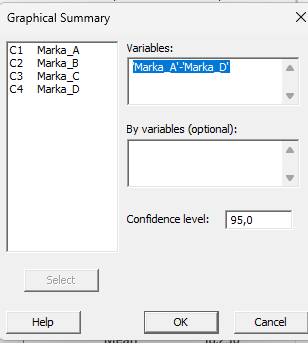 Graphical Summary
C1 Marka_A
C2 Marka_B
C3 Marka_C
C4 Marka_D
Variables:
'Marka_A'-'Marka_D'
By variables (optional):
Confidence level: 95,0
Select
Help
OK
Cancel